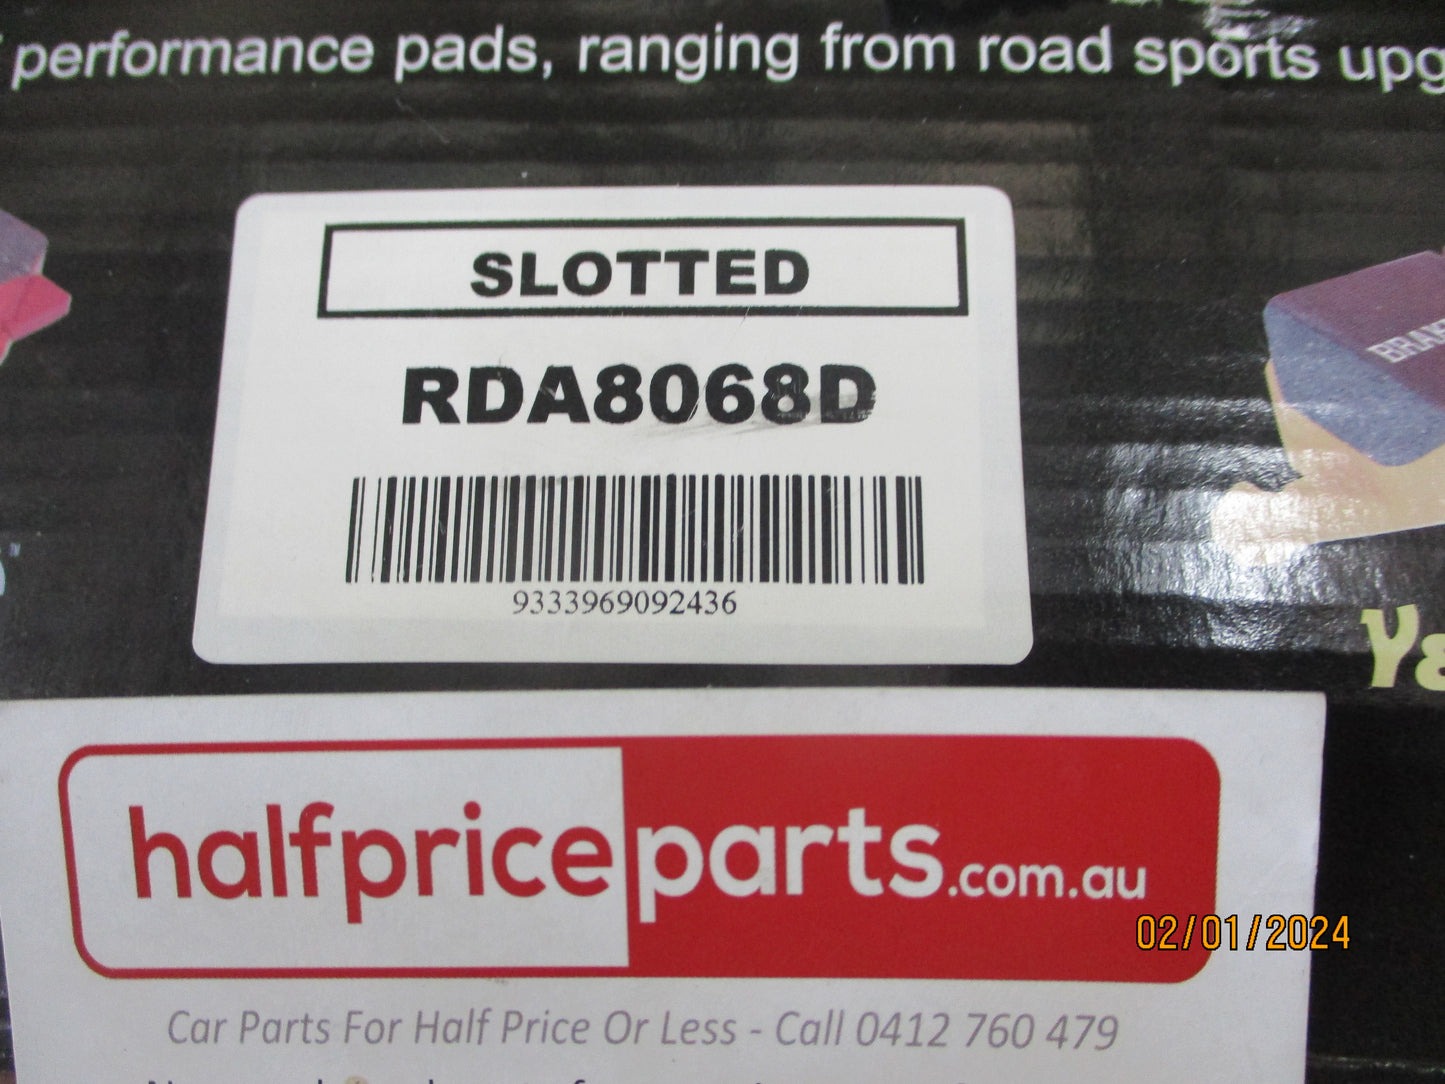 performance pads, ranging from road sports
SLOTTED
RDA8068D
9333969092436
halfpriceparts.com.au
02/01/2024
Car Parts For Half Price Or Less - Call 0412 760 479